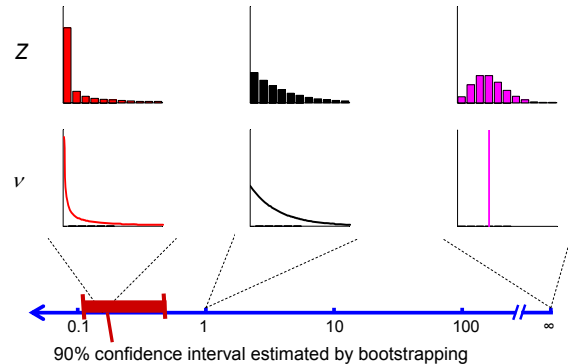 Z
ν
0.1 1 10 100 ∞
90% confidence interval estimated by bootstrapping